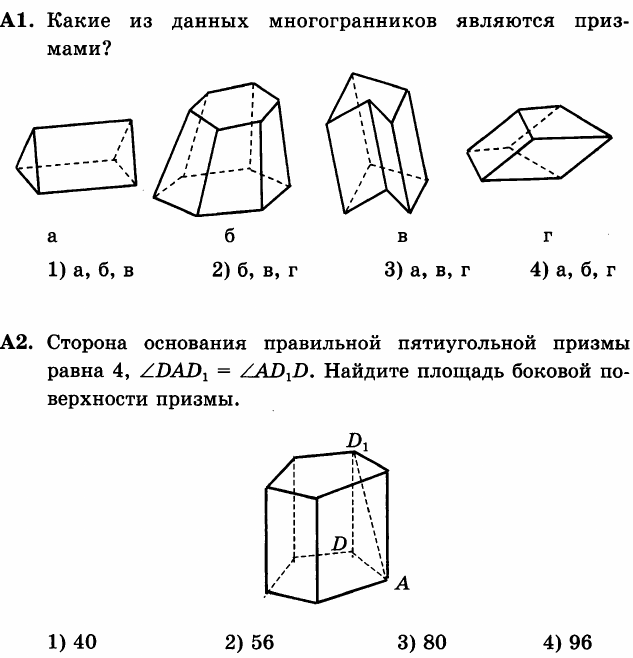 А1. Какие из данных многогранников являются приз-
мами?
а б в г
1) а, б, в 2) б, в, г 3) а, в, г 4) а, б, г
А2. Сторона основания правильной пятиугольной призмы
равна 4, ∠DAD₁ = ∠AD₁D. Найдите площадь боковой по-
верхности призмы.
D₁
D
A
1) 40 2) 56 3) 80 4) 96